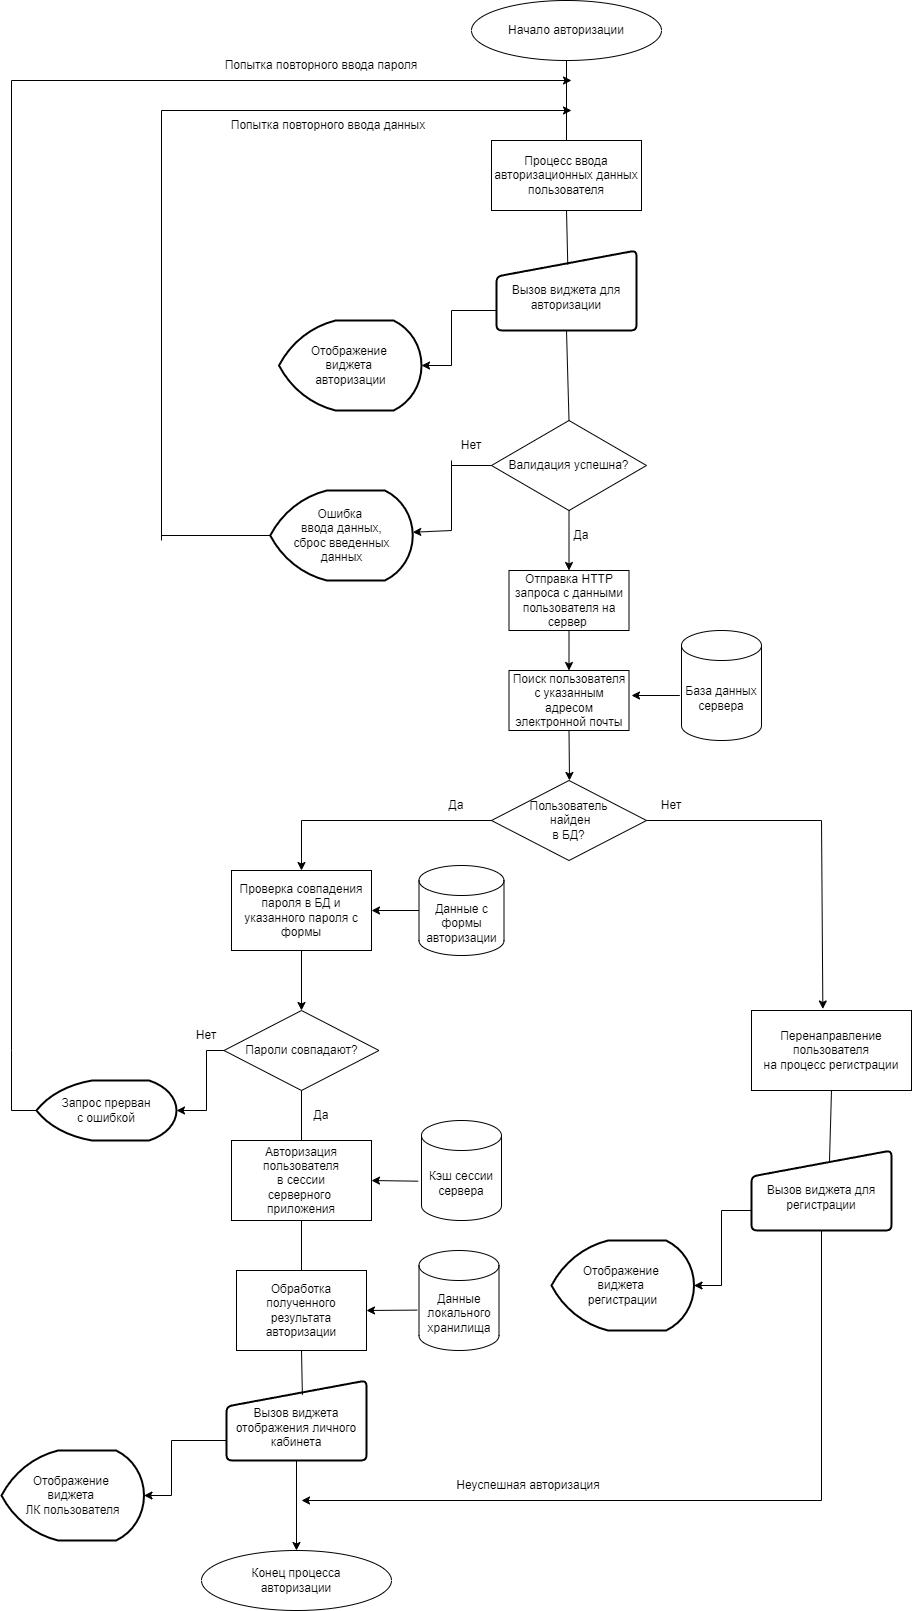 Начало авторизации
Попытка повторного ввода пароля
Попытка повторного ввода данных
Процесс ввода
авторизационных данных
пользователя
Вызов виджета для
авторизации
Отображение
виджета
авторизации
Нет
Валидация успешна?
Ошибка
ввода данных,
сброс введенных
данных
Да
Отправка HTTP
запроса с данными
пользователя на
сервер
Поиск пользователя
с указанным
адресом
электронной почты
База данных
сервера
Да
Пользователь
найден
в БД?
Нет
Проверка совпадения
пароля в БД и
указанного пароля с
формы
Данные с
формы
авторизации
Нет
Пароли совпадают?
Перенаправление
пользователя
на процесс регистрации
Запрос прерван
с ошибкой
Да
Авторизация
пользователя
в сессии
серверного
приложения
Кэш сессии
сервера
Вызов виджета для
регистрации
Отображение
виджета
регистрации
Обработка
полученного
результата
авторизации
Данные
локального
хранилища
Вызов виджета
отображения личного
кабинета
Отображение
виджета
ЛК пользователя
Неуспешная авторизация
Конец процесса
авторизации